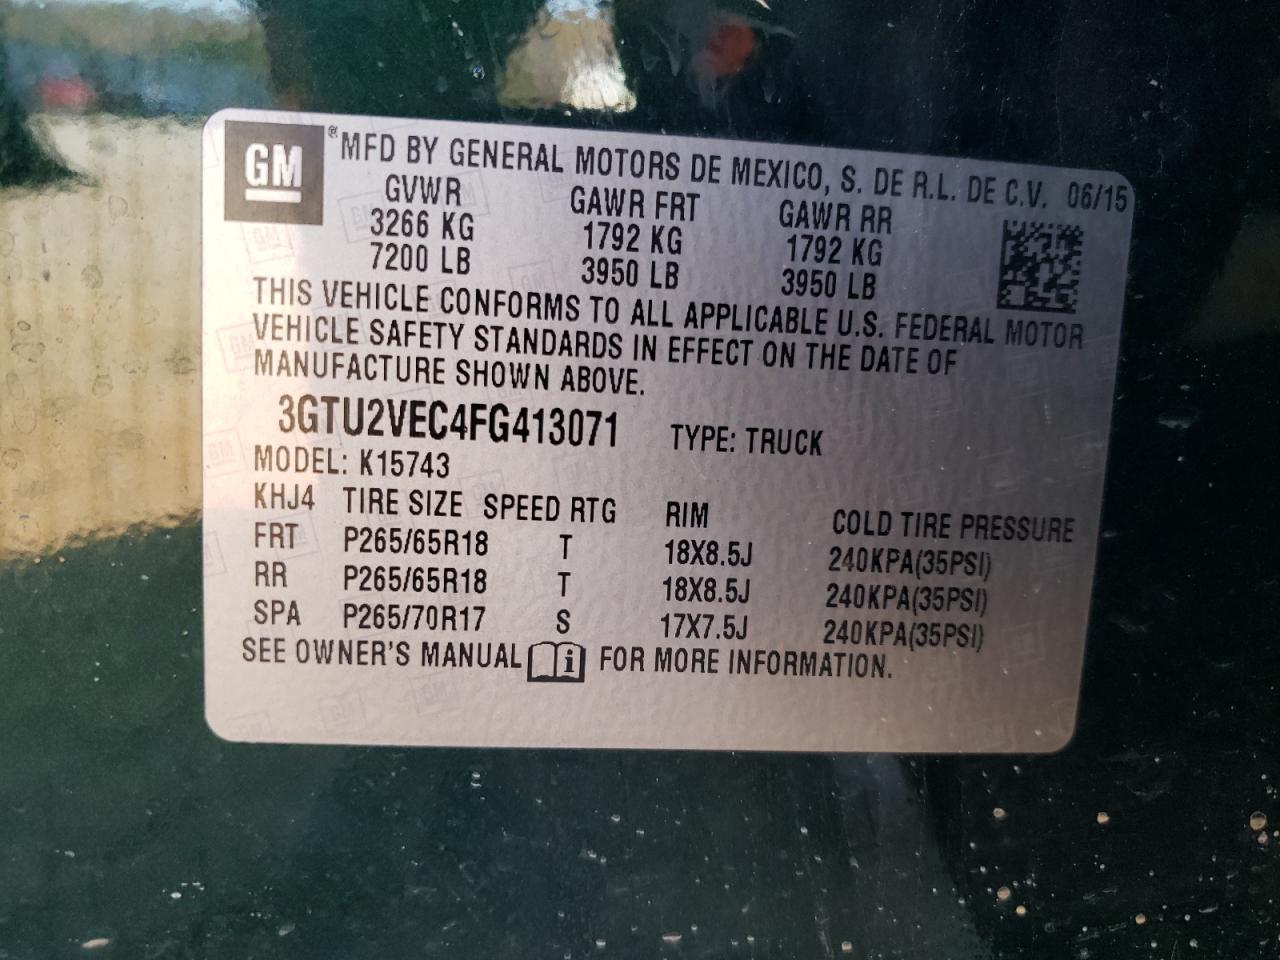 GM ® MFD BY GENERAL MOTORS DE MEXICO, S. DE R.L. DE C.V. 06/15
GVWR GAWR FRT GAWR RR
3266 KG 1792 KG 1792 KG
7200 LB 3950 LB 3950 LB
THIS VEHICLE CONFORMS TO ALL APPLICABLE U.S. FEDERAL MOTOR
VEHICLE SAFETY STANDARDS IN EFFECT ON THE DATE OF
MANUFACTURE SHOWN ABOVE.
3GTU2VEC4FG413071 TYPE: TRUCK
MODEL: K15743
KHJ4 TIRE SIZE SPEED RTG RIM COLD TIRE PRESSURE
FRT P265/65R18 T 18X8.5J 240KPA(35PSI)
RR P265/65R18 T 18X8.5J 240KPA(35PSI)
SPA P265/70R17 S 17X7.5J 240KPA(35PSI)
SEE OWNER'S MANUAL i FOR MORE INFORMATION.